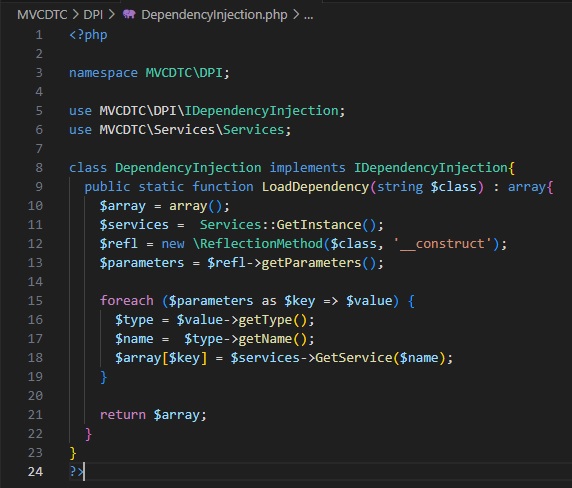 MVCDTC > DPI > DependencyInjection.php > ...
1 <?php
2
3 namespace MVCDTC\DPI;
4
5 use MVCDTC\DPI\IDependencyInjection;
6 use MVCDTC\Services\Services;
7
8 class DependencyInjection implements IDependencyInjection{
9   public static function LoadDependency(string $class) : array{
10     $array = array();
11     $services =  Services::GetInstance();
12     $refl = new \ReflectionMethod($class, '__construct');
13     $parameters = $refl->getParameters();
14
15     foreach ($parameters as $key => $value) {
16       $type = $value->getType();
17       $name =  $type->getName();
18       $array[$key] = $services->GetService($name);
19     }
20
21     return $array;
22   }
23 }
24 ?>